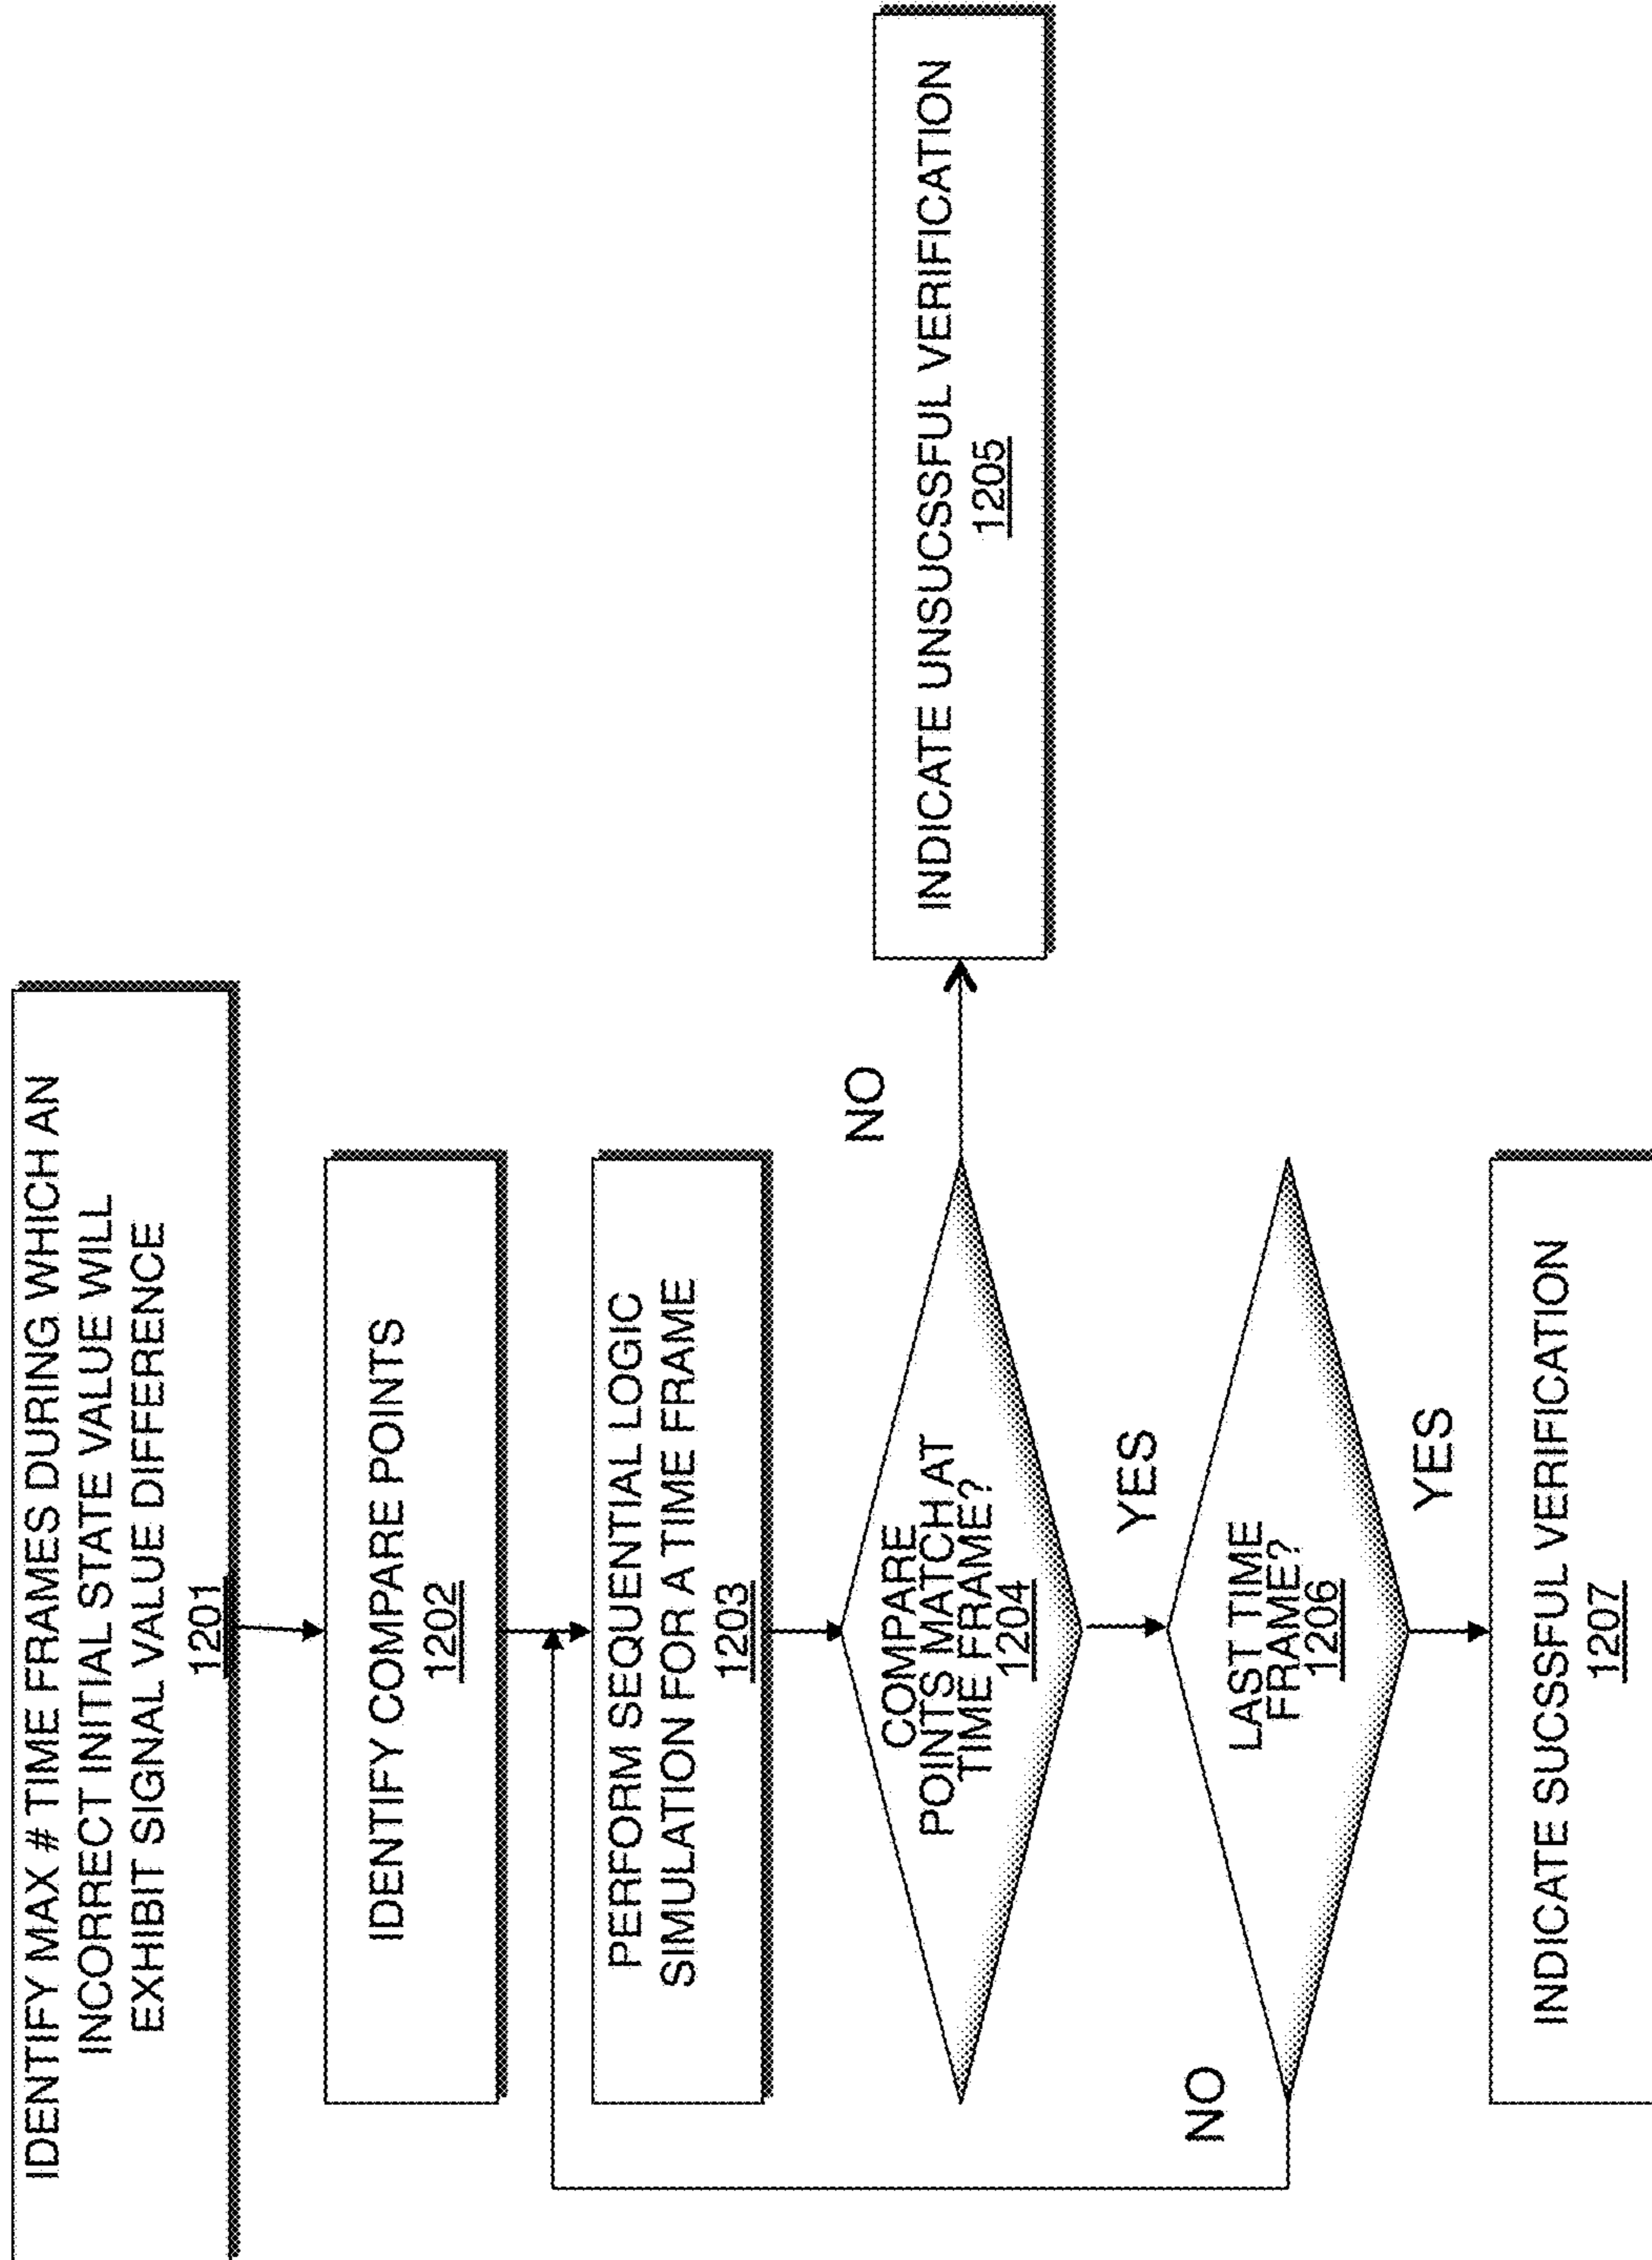 IDENTIFY MAX # TIME FRAMES DURING WHICH AN
INCORRECT INITIAL STATE VALUE WILL
EXHIBIT SIGNAL VALUE DIFFERENCE
1201
IDENTIFY COMPARE POINTS
1202
PERFORM SEQUENTIAL LOGIC
SIMULATION FOR A TIME FRAME
1203
COMPARE
POINTS MATCH AT
TIME FRAME?
1204
NO
INDICATE UNSUCSSFUL VERIFICATION
1205
YES
LAST TIME
FRAME?
1206
NO
YES
INDICATE SUCSSFUL VERIFICATION
1207